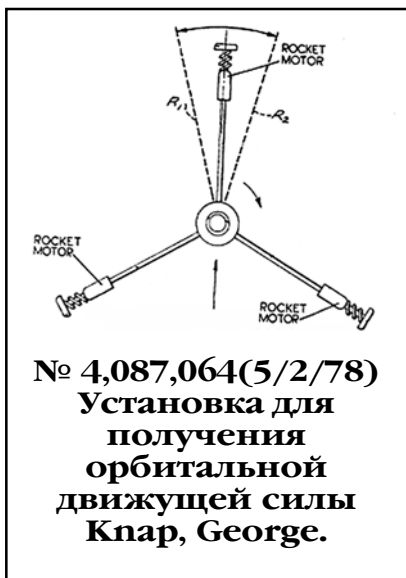 ROCKET
MOTOR
R₁
R₂
ROCKET
MOTOR
ROCKET
MOTOR
№ 4,087,064(5/2/78)
Установка для
получения
орбитальной
движущей силы
Knap, George.